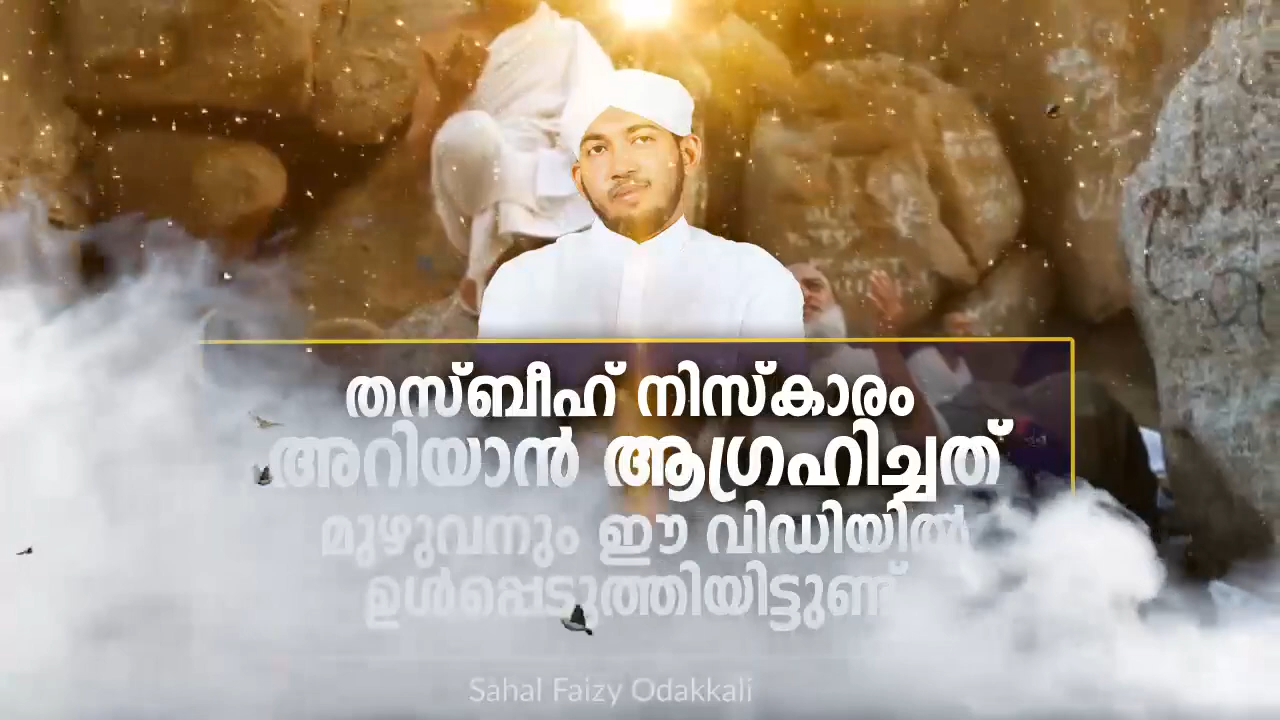 തസ്ബീഹ് നിസ്കാരം
അറിയാൻ ആഗ്രഹിച്ചത്
മുഴുവനും ഈ വിഡിയിൽ
ഉൾപ്പെടുത്തിയിട്ടുണ്ട്
Sahal Faizy Odakkali